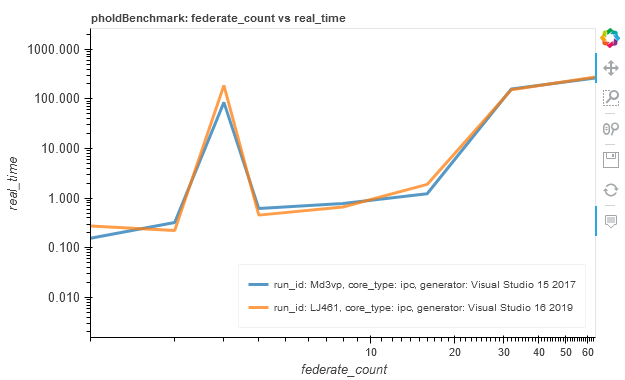 pholdBenchmark: federate_count vs real_time
1000.000
100.000
10.000
1.000
0.100
0.010
real_time
run_id: Md3vp, core_type: ipc, generator: Visual Studio 15 2017
run_id: LJ461, core_type: ipc, generator: Visual Studio 16 2019
10 20 30 40 50 60
federate_count